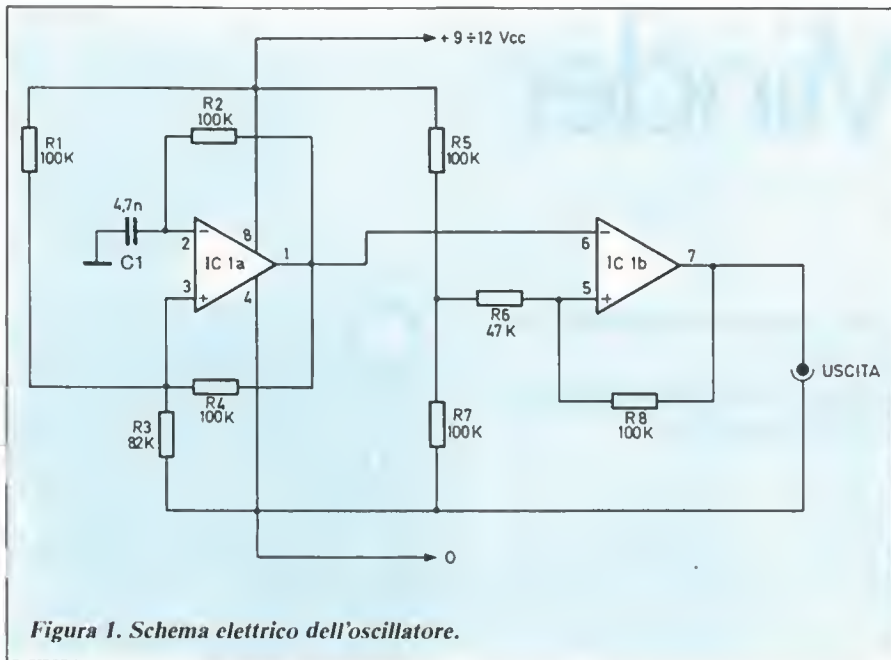 + 9÷12 Vcc
R2
100K
R1
100K
R5
100K
4,7n
C1
2
8
1
IC 1a
3
4
6
7
IC 1b
5
R6
47 K
USCITA
R4
100K
R8
100K
R3
82K
R7
100K
0
Figura 1. Schema elettrico dell'oscillatore.